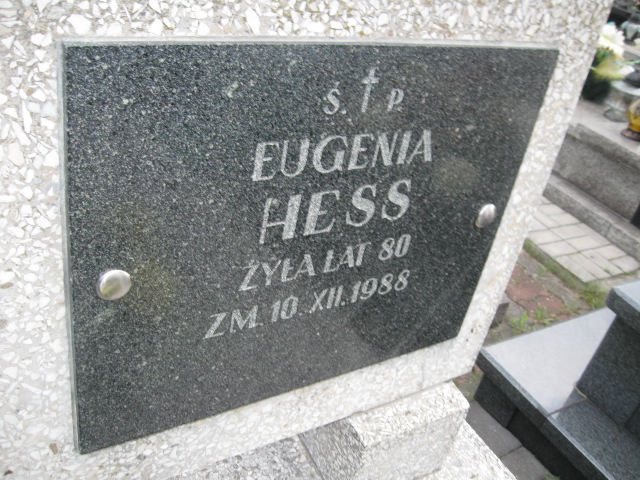 Ś. † P
EUGENIA
HESS
ŻYŁA LAT 80
ZM. 10. XII. 1988